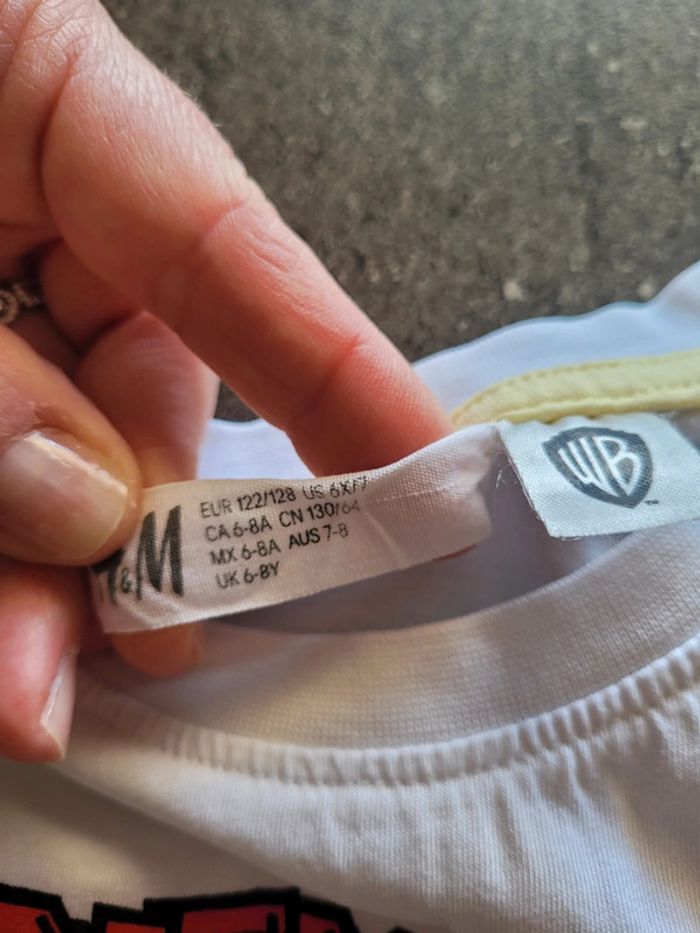 &M
EUR 122/128 US 6X/7
CA 6-8A CN 130/64
MX 6-8A AUS 7-8
UK 6-8Y
WB
™